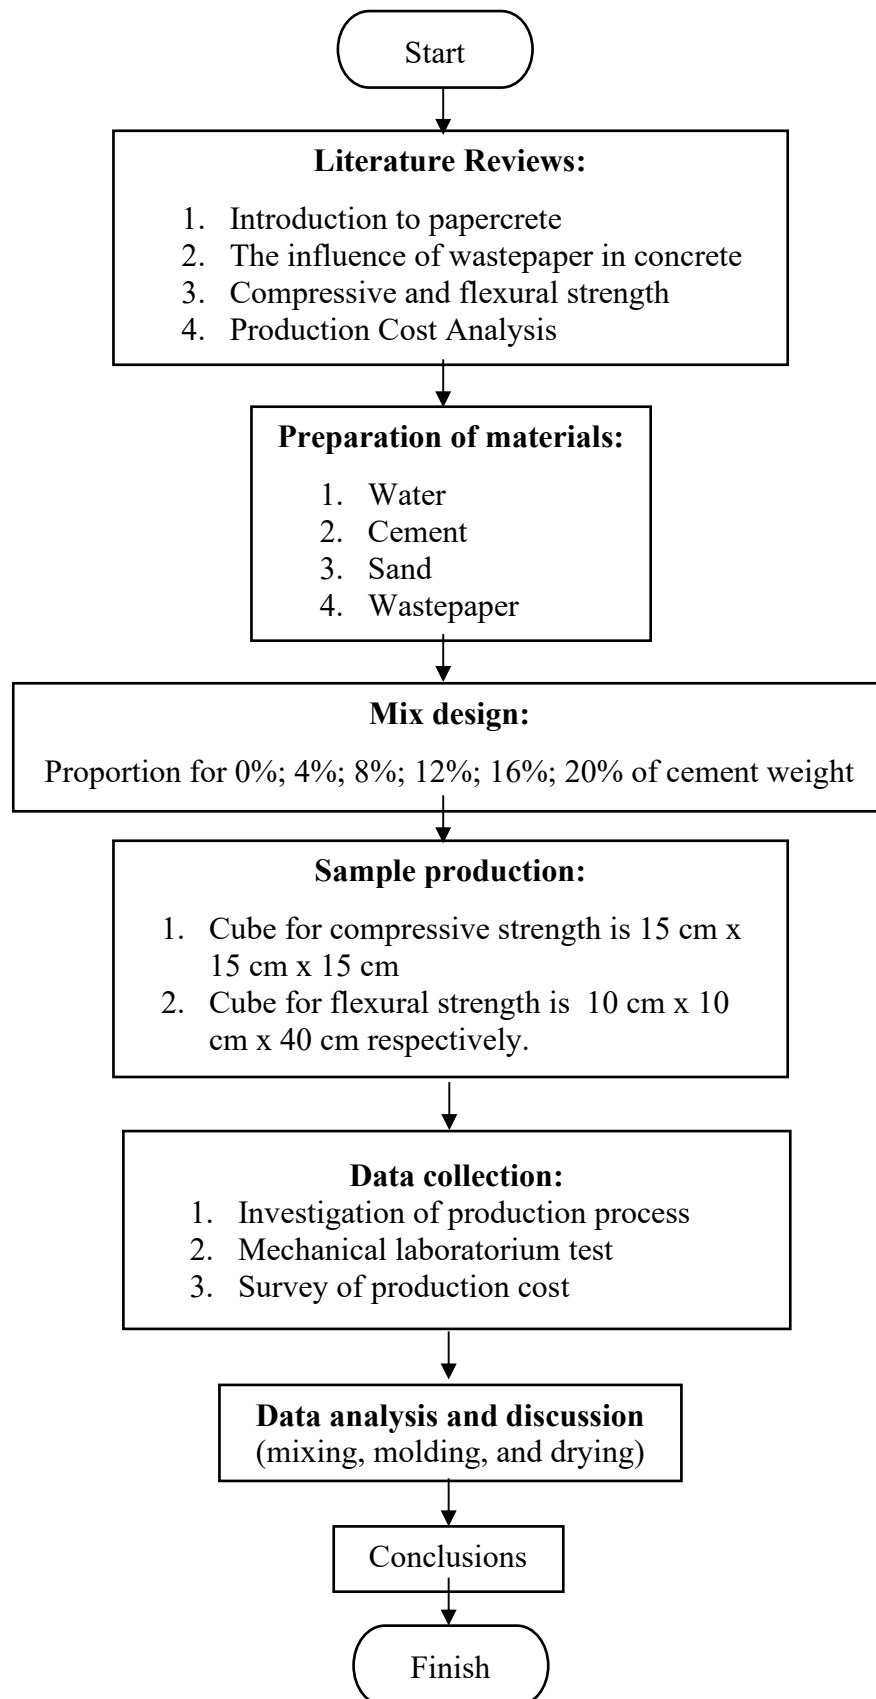 Start
Literature Reviews:
1. Introduction to papercrete
2. The influence of wastepaper in concrete
3. Compressive and flexural strength
4. Production Cost Analysis
Preparation of materials:
1. Water
2. Cement
3. Sand
4. Wastepaper
Mix design:
Proportion for 0%; 4%; 8%; 12%; 16%; 20% of cement weight
Sample production:
1. Cube for compressive strength is 15 cm x
15 cm x 15 cm
2. Cube for flexural strength is 10 cm x 10
cm x 40 cm respectively.
Data collection:
1. Investigation of production process
2. Mechanical laboratorium test
3. Survey of production cost
Data analysis and discussion
(mixing, molding, and drying)
Conclusions
Finish